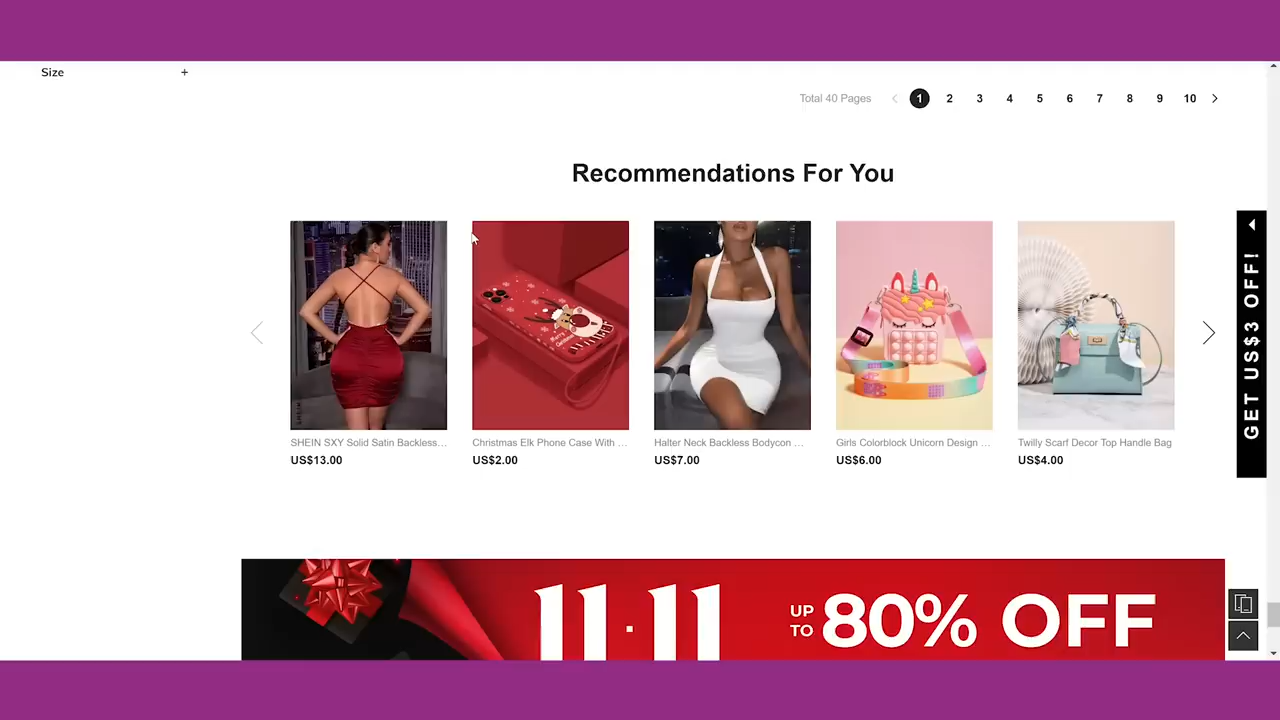 Size +
Total 40 Pages < 1 2 3 4 5 6 7 8 9 10 >
Recommendations For You
SHEIN SXY Solid Satin Backless...
US$13.00
Christmas Elk Phone Case With ...
US$2.00
Halter Neck Backless Bodycon ...
US$7.00
Girls Colorblock Unicorn Design ...
US$6.00
Twilly Scarf Decor Top Handle Bag
US$4.00
GET US$3 OFF!
11·11
UP TO 80% OFF